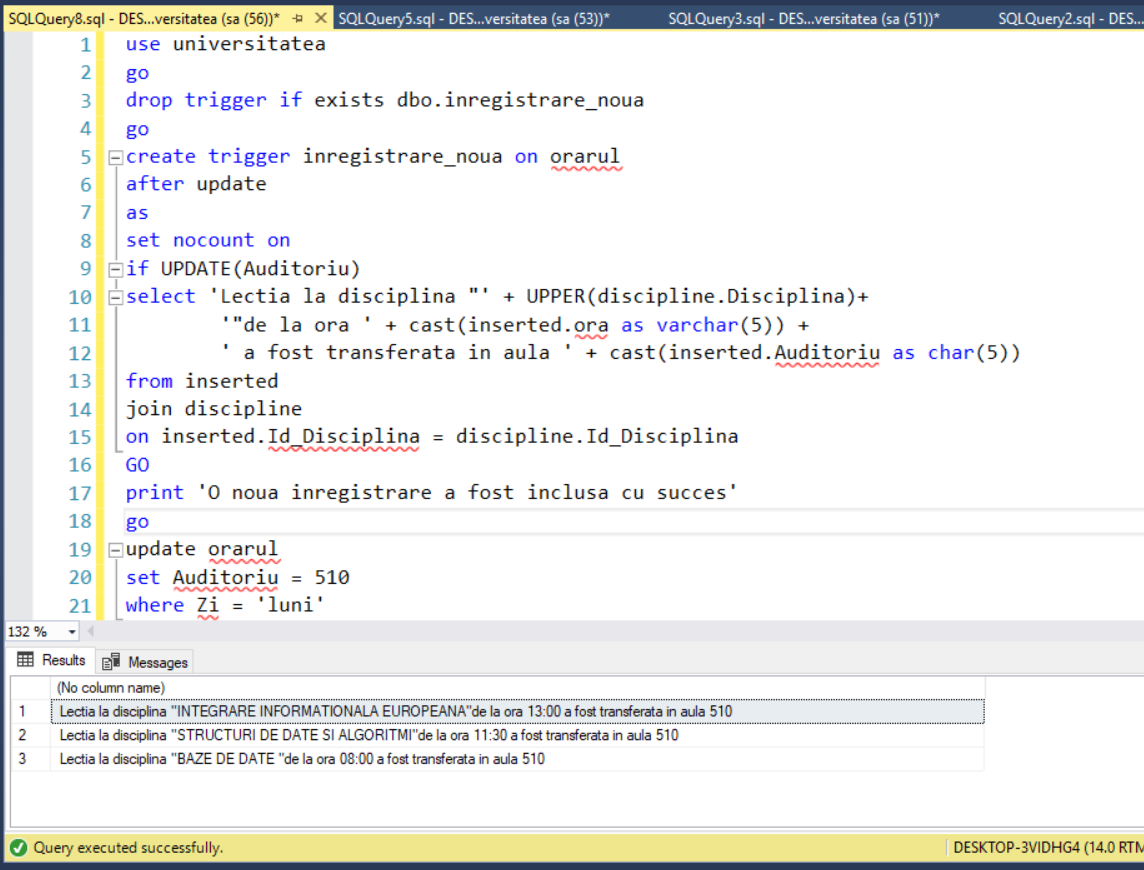 SQLQuery8.sql - DES...versitatea (sa (56))* SQLQuery5.sql - DES...versitatea (sa (53))* SQLQuery3.sql - DES...versitatea (sa (51))* SQLQuery2.sql - DES...
1 use universitatea
2 go
3 drop trigger if exists dbo.inregistrare_noua
4 go
5 create trigger inregistrare_noua on orarul
6 after update
7 as
8 set nocount on
9 if UPDATE(Auditoriu)
10 select 'Lectia la disciplina "' + UPPER(discipline.Disciplina)+
11 '"de la ora ' + cast(inserted.ora as varchar(5)) +
12 ' a fost transferata in aula ' + cast(inserted.Auditoriu as char(5))
13 from inserted
14 join discipline
15 on inserted.Id_Disciplina = discipline.Id_Disciplina
16 GO
17 print 'O noua inregistrare a fost inclusa cu succes'
18 go
19 update orarul
20 set Auditoriu = 510
21 where Zi = 'luni'
132 %
Results Messages
(No column name)
1 Lectia la disciplina "INTEGRARE INFORMATIONALA EUROPEANA"de la ora 13:00 a fost transferata in aula 510
2 Lectia la disciplina "STRUCTURI DE DATE SI ALGORITMI"de la ora 11:30 a fost transferata in aula 510
3 Lectia la disciplina "BAZE DE DATE "de la ora 08:00 a fost transferata in aula 510
Query executed successfully. DESKTOP-3VIDHG4 (14.0 RTM